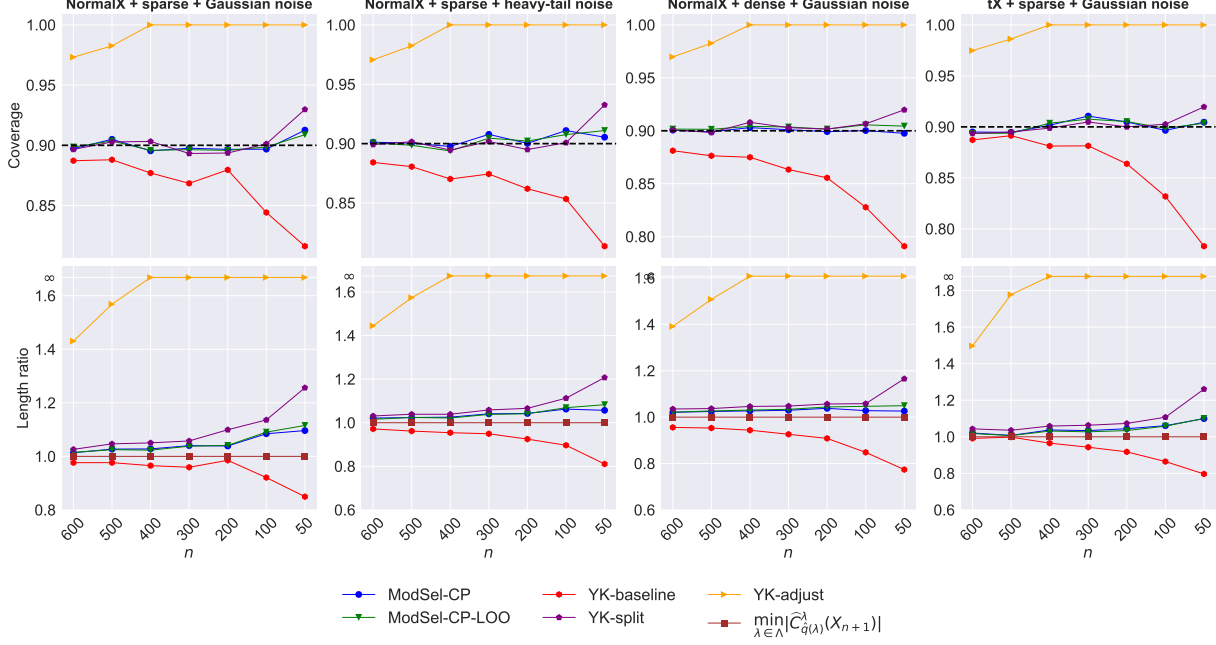 NormalX + sparse + Gaussian noise
NormalX + sparse + heavy-tail noise
NormalX + dense + Gaussian noise
tX + sparse + Gaussian noise
Coverage
1.00
0.95
0.90
0.85
1.00
0.95
0.90
0.85
1.00
0.95
0.90
0.85
0.80
1.00
0.95
0.90
0.85
0.80
Length ratio
∞
1.6
1.4
1.2
1.0
0.8
∞
1.6
1.4
1.2
1.0
0.8
0.6
∞
1.6
1.4
1.2
1.0
0.8
0.6
∞
1.8
1.6
1.4
1.2
1.0
0.8
0.6
600 500 400 300 200 100 50
600 500 400 300 200 100 50
600 500 400 300 200 100 50
600 500 400 300 200 100 50
n
n
n
n
ModSel-CP
YK-baseline
YK-adjust
ModSel-CP-LOO
YK-split
min_{λ∈Λ} |Ĉ^λ_{q̂(λ)}(X_{n+1})|